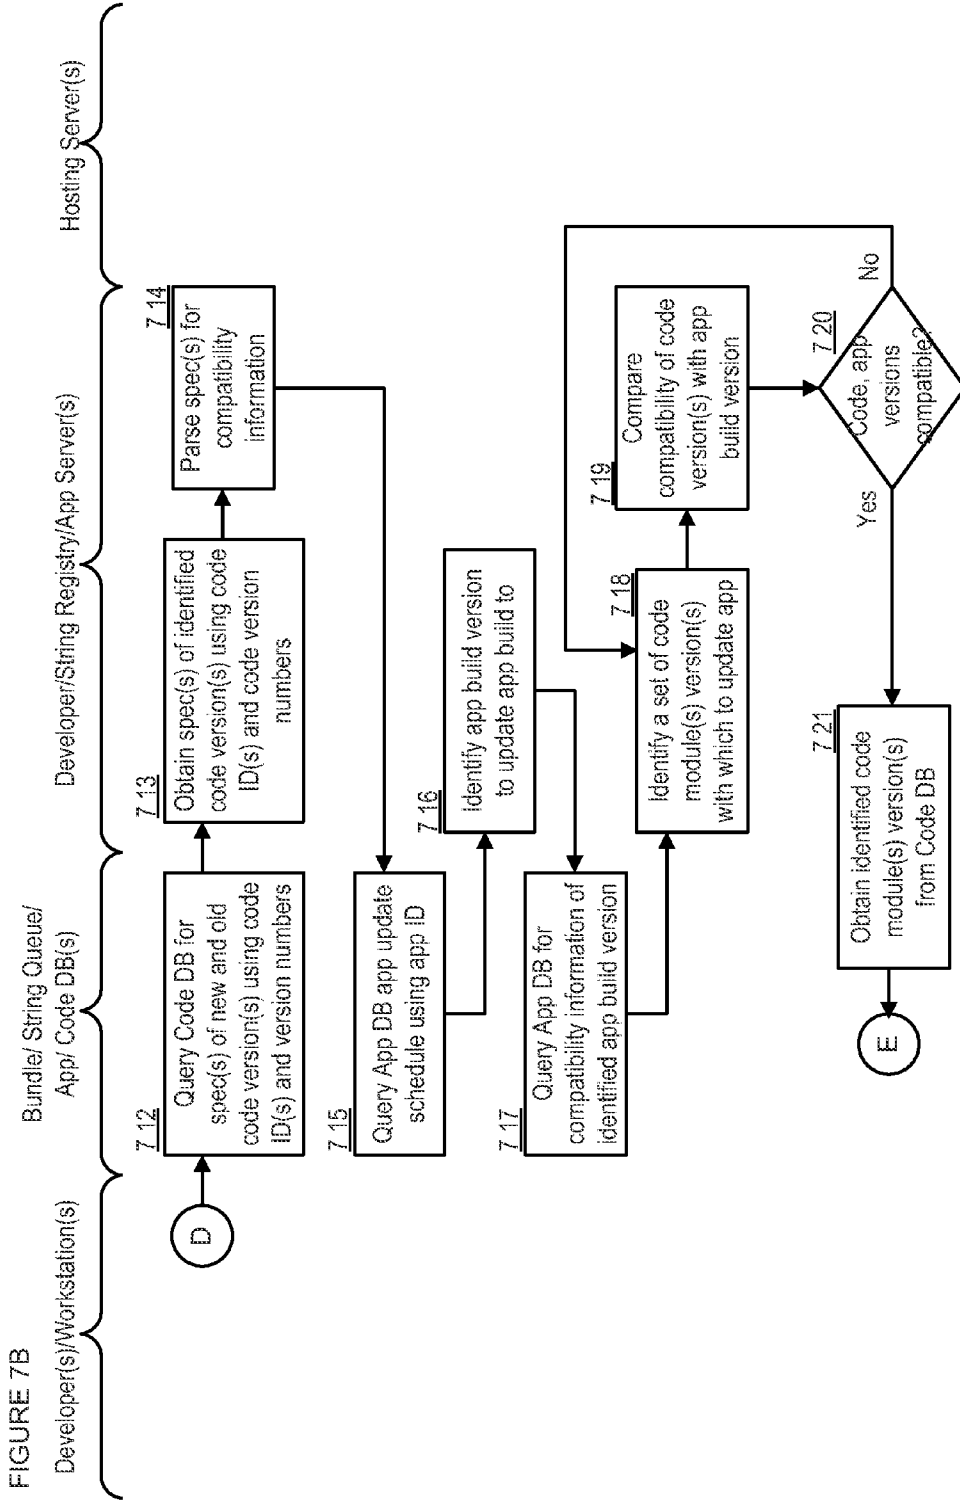 FIGURE 7B
Developer(s)/Workstation(s)
Bundle/ String Queue/
App/ Code DB(s)
Developer/String Registry/App Server(s)
Hosting Server(s)
D
7 12
Query Code DB for
spec(s) of new and old
code version(s) using code
ID(s) and version numbers
7 13
Obtain spec(s) of identified
code version(s) using code
ID(s) and code version
numbers
7 14
Parse spec(s) for
compatibility
information
7 15
Query App DB app update
schedule using app ID
7 16
Identify app build version
to update app build to
7 17
Query App DB for
compatibility information of
identified app build version
7 18
Identify a set of code
module(s) version(s)
with which to update app
7 19
Compare
compatibility of code
version(s) with app
build version
7 20
Code, app
versions
compatible?
No
Yes
7 21
Obtain identified code
module(s) version(s)
from Code DB
E